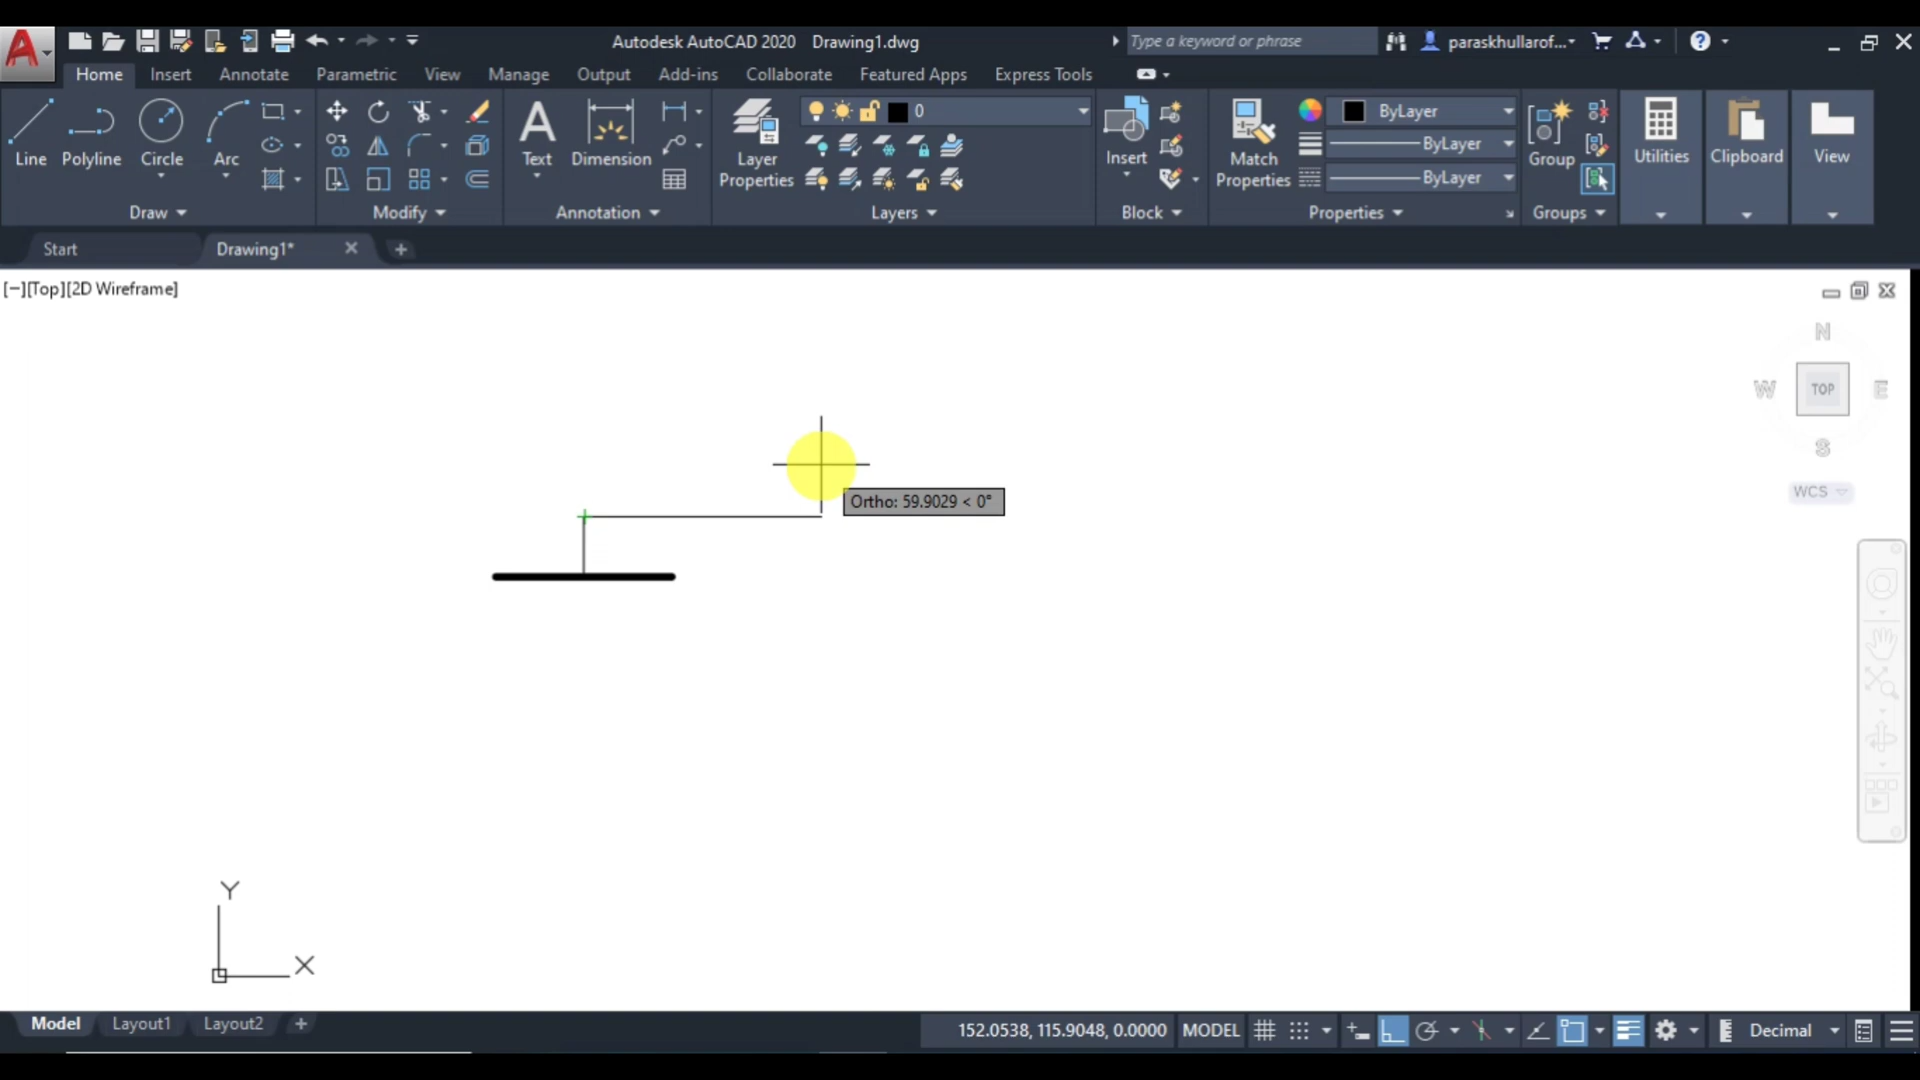 Autodesk AutoCAD 2020 Drawing1.dwg
Type a keyword or phrase
paraskhullarof...
Home Insert Annotate Parametric View Manage Output Add-ins Collaborate Featured Apps Express Tools
0
ByLayer
ByLayer
ByLayer
Line Polyline Circle Arc
Text Dimension
Layer
Properties
Insert
Match
Properties
Group
Utilities Clipboard View
Draw Modify Annotation Layers Block Properties Groups
Start Drawing1*
[−][Top][2D Wireframe]
N
W TOP E
S
WCS
Ortho: 59.9029 < 0°
Y
X
Model Layout1 Layout2
152.0538, 115.9048, 0.0000 MODEL
Decimal